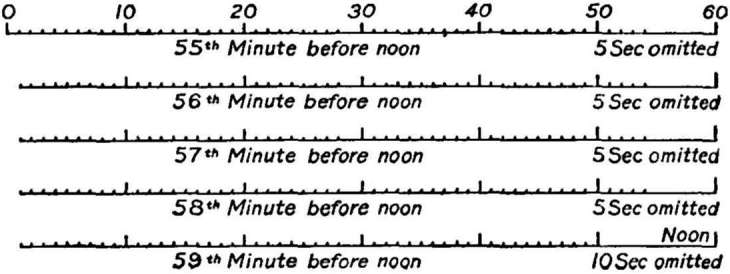 0 10 20 30 40 50 60
55th Minute before noon 5 Sec omitted
56th Minute before noon 5 Sec omitted
57th Minute before noon 5 Sec omitted
58th Minute before noon 5 Sec omitted
Noon
59th Minute before noon 10 Sec omitted